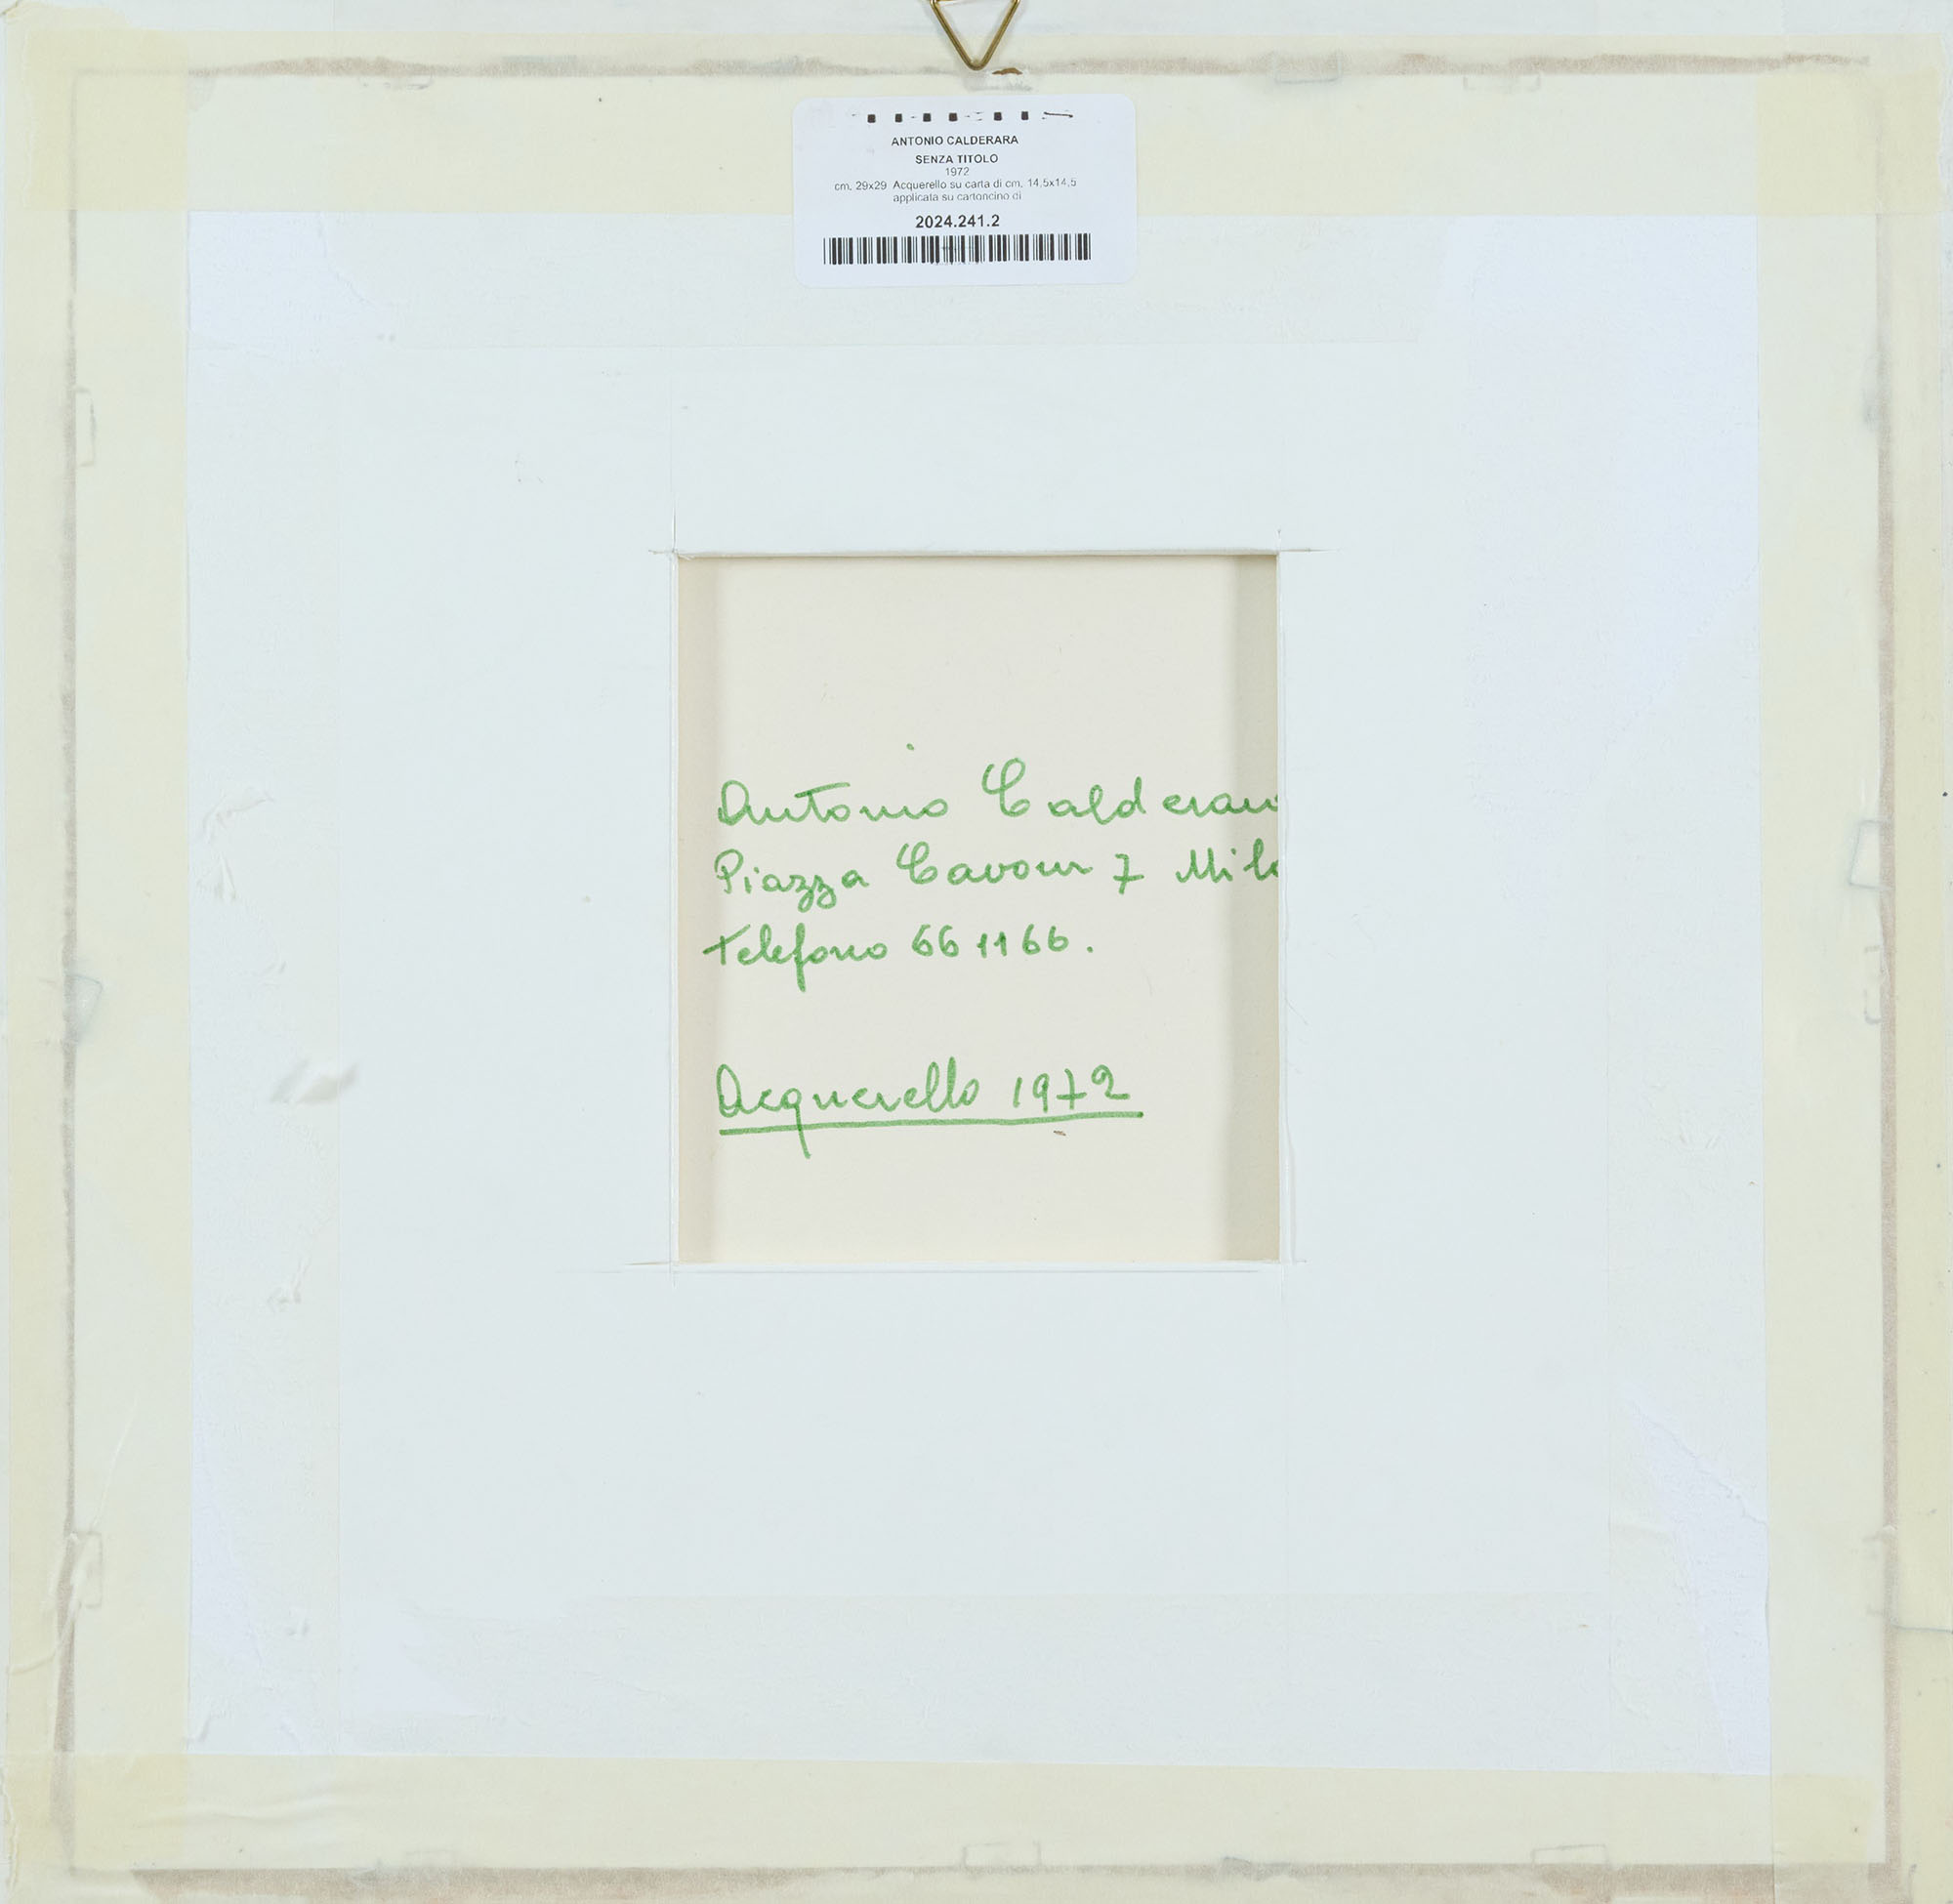 ANTONIO CALDERARA
SENZA TITOLO
1972
cm. 29x29 Acquerello su carta di cm. 14,5x14,5
applicata su cartoncino di
2024.241.2
Antonio Calderar
Piazza Cavour 7 Mila
Telefono 661166.
Acquerello 1972